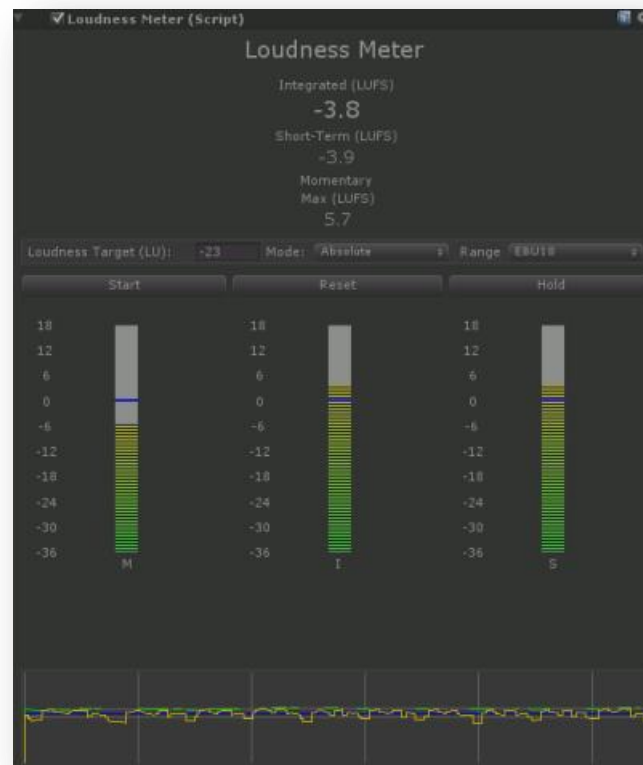 Loudness Meter (Script)
Loudness Meter
Integrated (LUFS)
-3.8
Short-Term (LUFS)
-3.9
Momentary
Max (LUFS)
5.7
Loudness Target (LU): -23 Mode: Absolute Range EBU18
Start Reset Hold
18 18 18
12 12 12
6 6 6
0 0 0
-6 -6 -6
-12 -12 -12
-18 -18 -18
-24 -24 -24
-30 -30 -30
-36 -36 -36
M I S